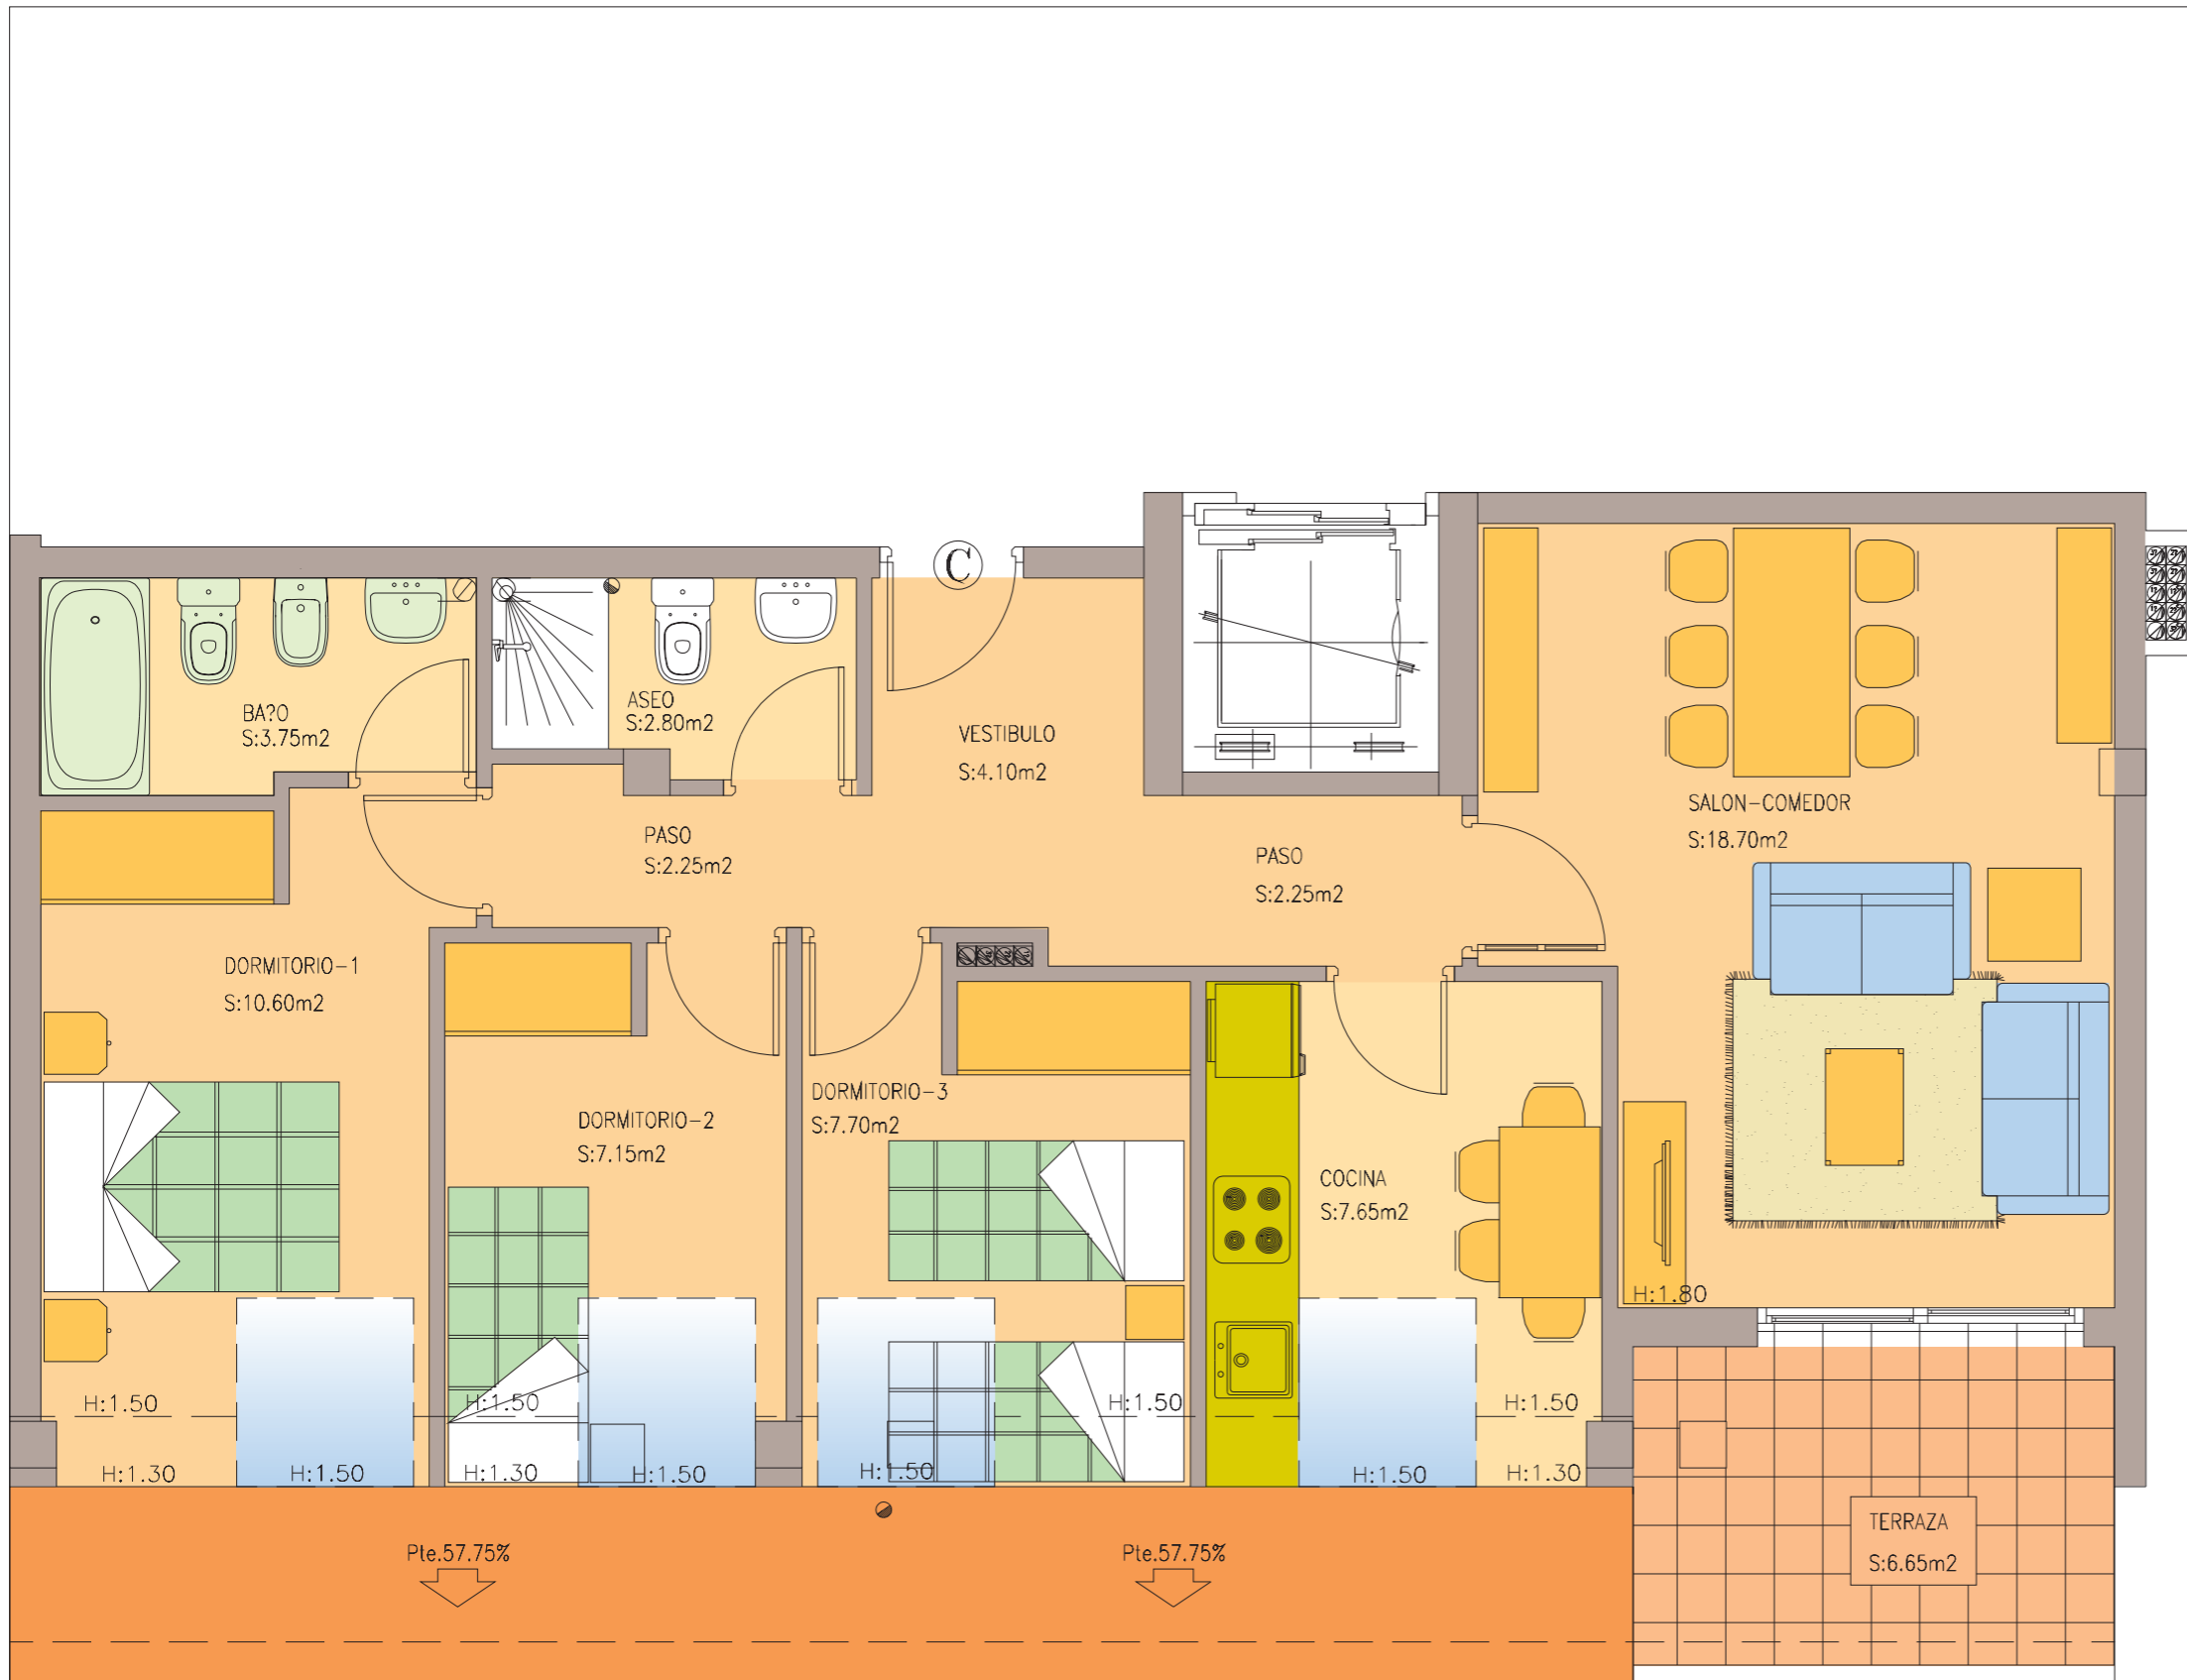 C
BA?O
S:3.75m2
ASEO
S:2.80m2
VESTIBULO
S:4.10m2
PASO
S:2.25m2
PASO
S:2.25m2
SALON-COMEDOR
S:18.70m2
DORMITORIO-1
S:10.60m2
DORMITORIO-2
S:7.15m2
DORMITORIO-3
S:7.70m2
COCINA
S:7.65m2
H:1.80
H:1.50
H:1.50
H:1.50
H:1.50
H:1.30
H:1.50
H:1.30
H:1.50
H:1.50
H:1.50
H:1.30
TERRAZA
S:6.65m2
Pte.57.75%
Pte.57.75%